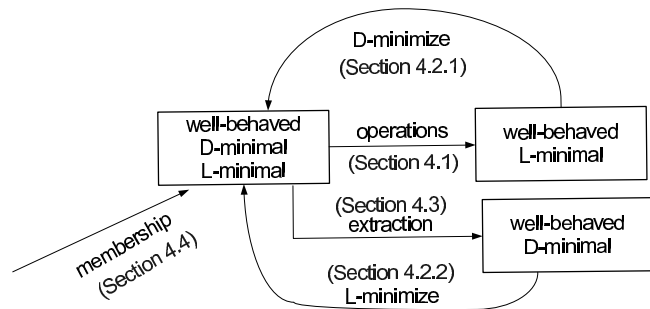 D-minimize
(Section 4.2.1)
well-behaved
D-minimal
L-minimal
operations
(Section 4.1)
well-behaved
L-minimal
membership
(Section 4.4)
(Section 4.3)
extraction
well-behaved
D-minimal
(Section 4.2.2)
L-minimize